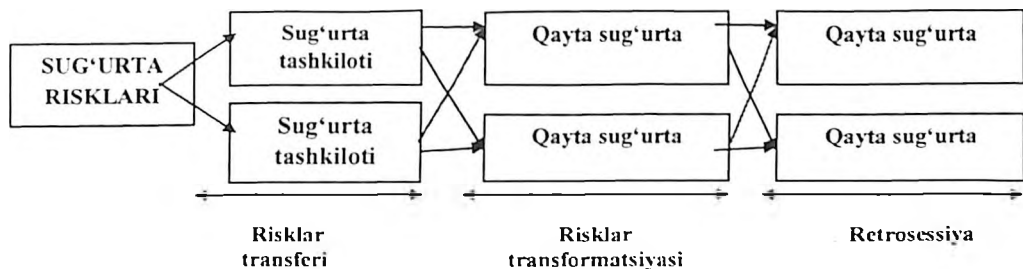 SUG‘URTA
RISKLARI
Sug‘urta
tashkiloti
Sug‘urta
tashkiloti
Qayta sug‘urta
Qayta sug‘urta
Qayta sug‘urta
Qayta sug‘urta
Risklar
transferi
Risklar
transformatsiyasi
Retrosessiya